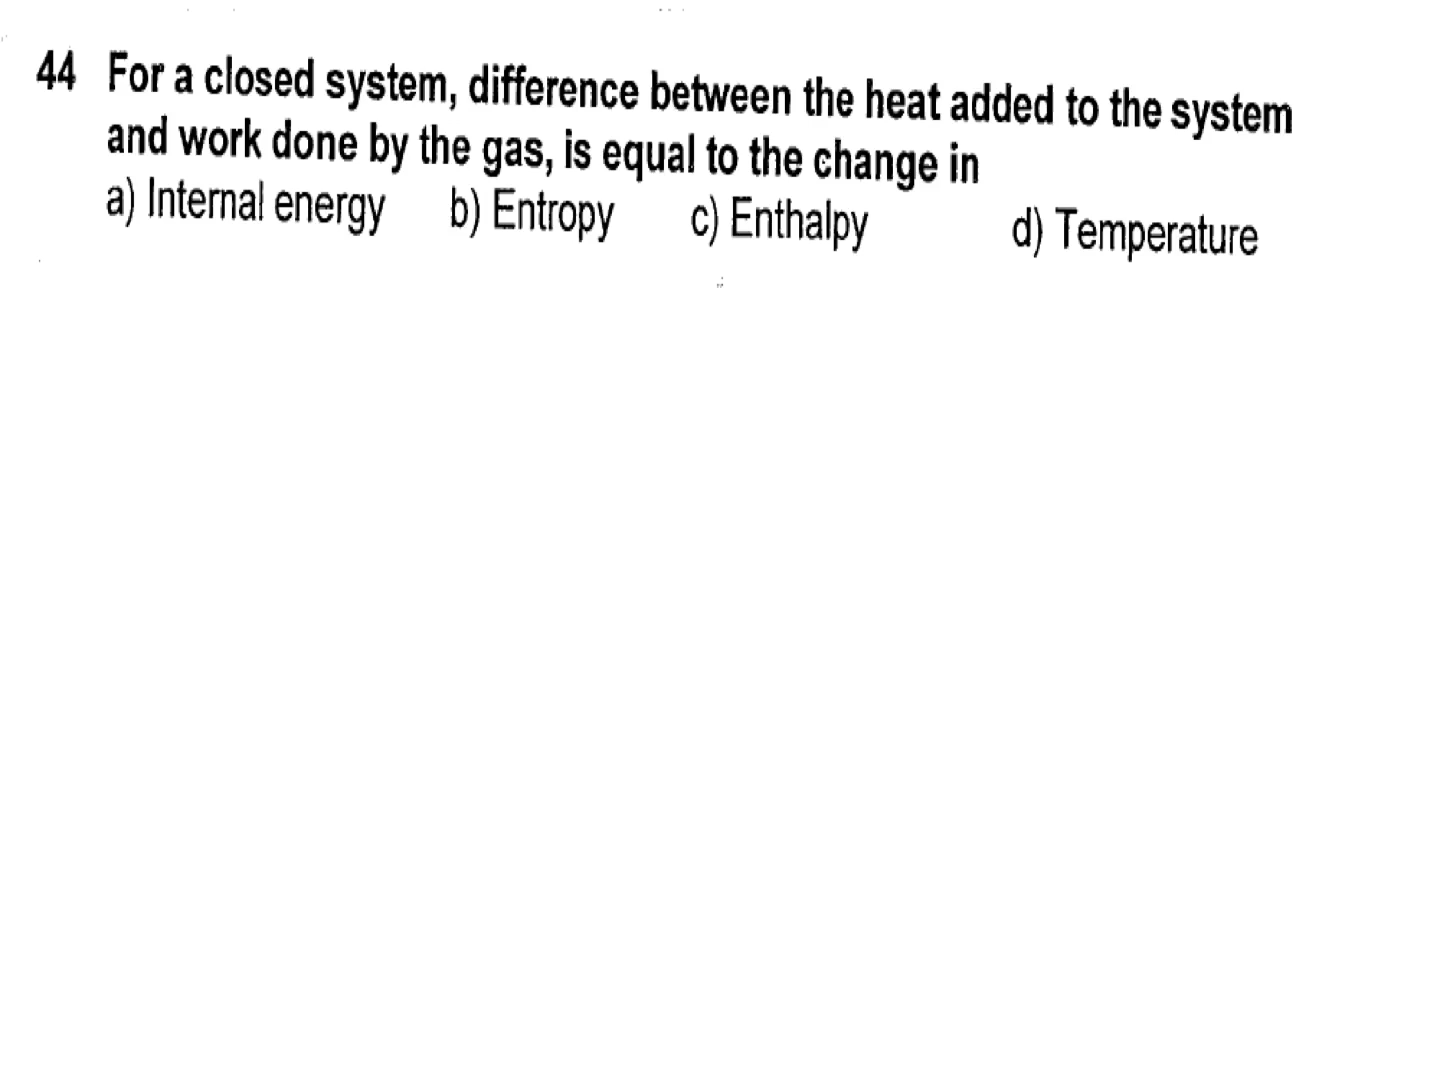 44 For a closed system, difference between the heat added to the system
and work done by the gas, is equal to the change in
a) Internal energy b) Entropy c) Enthalpy d) Temperature